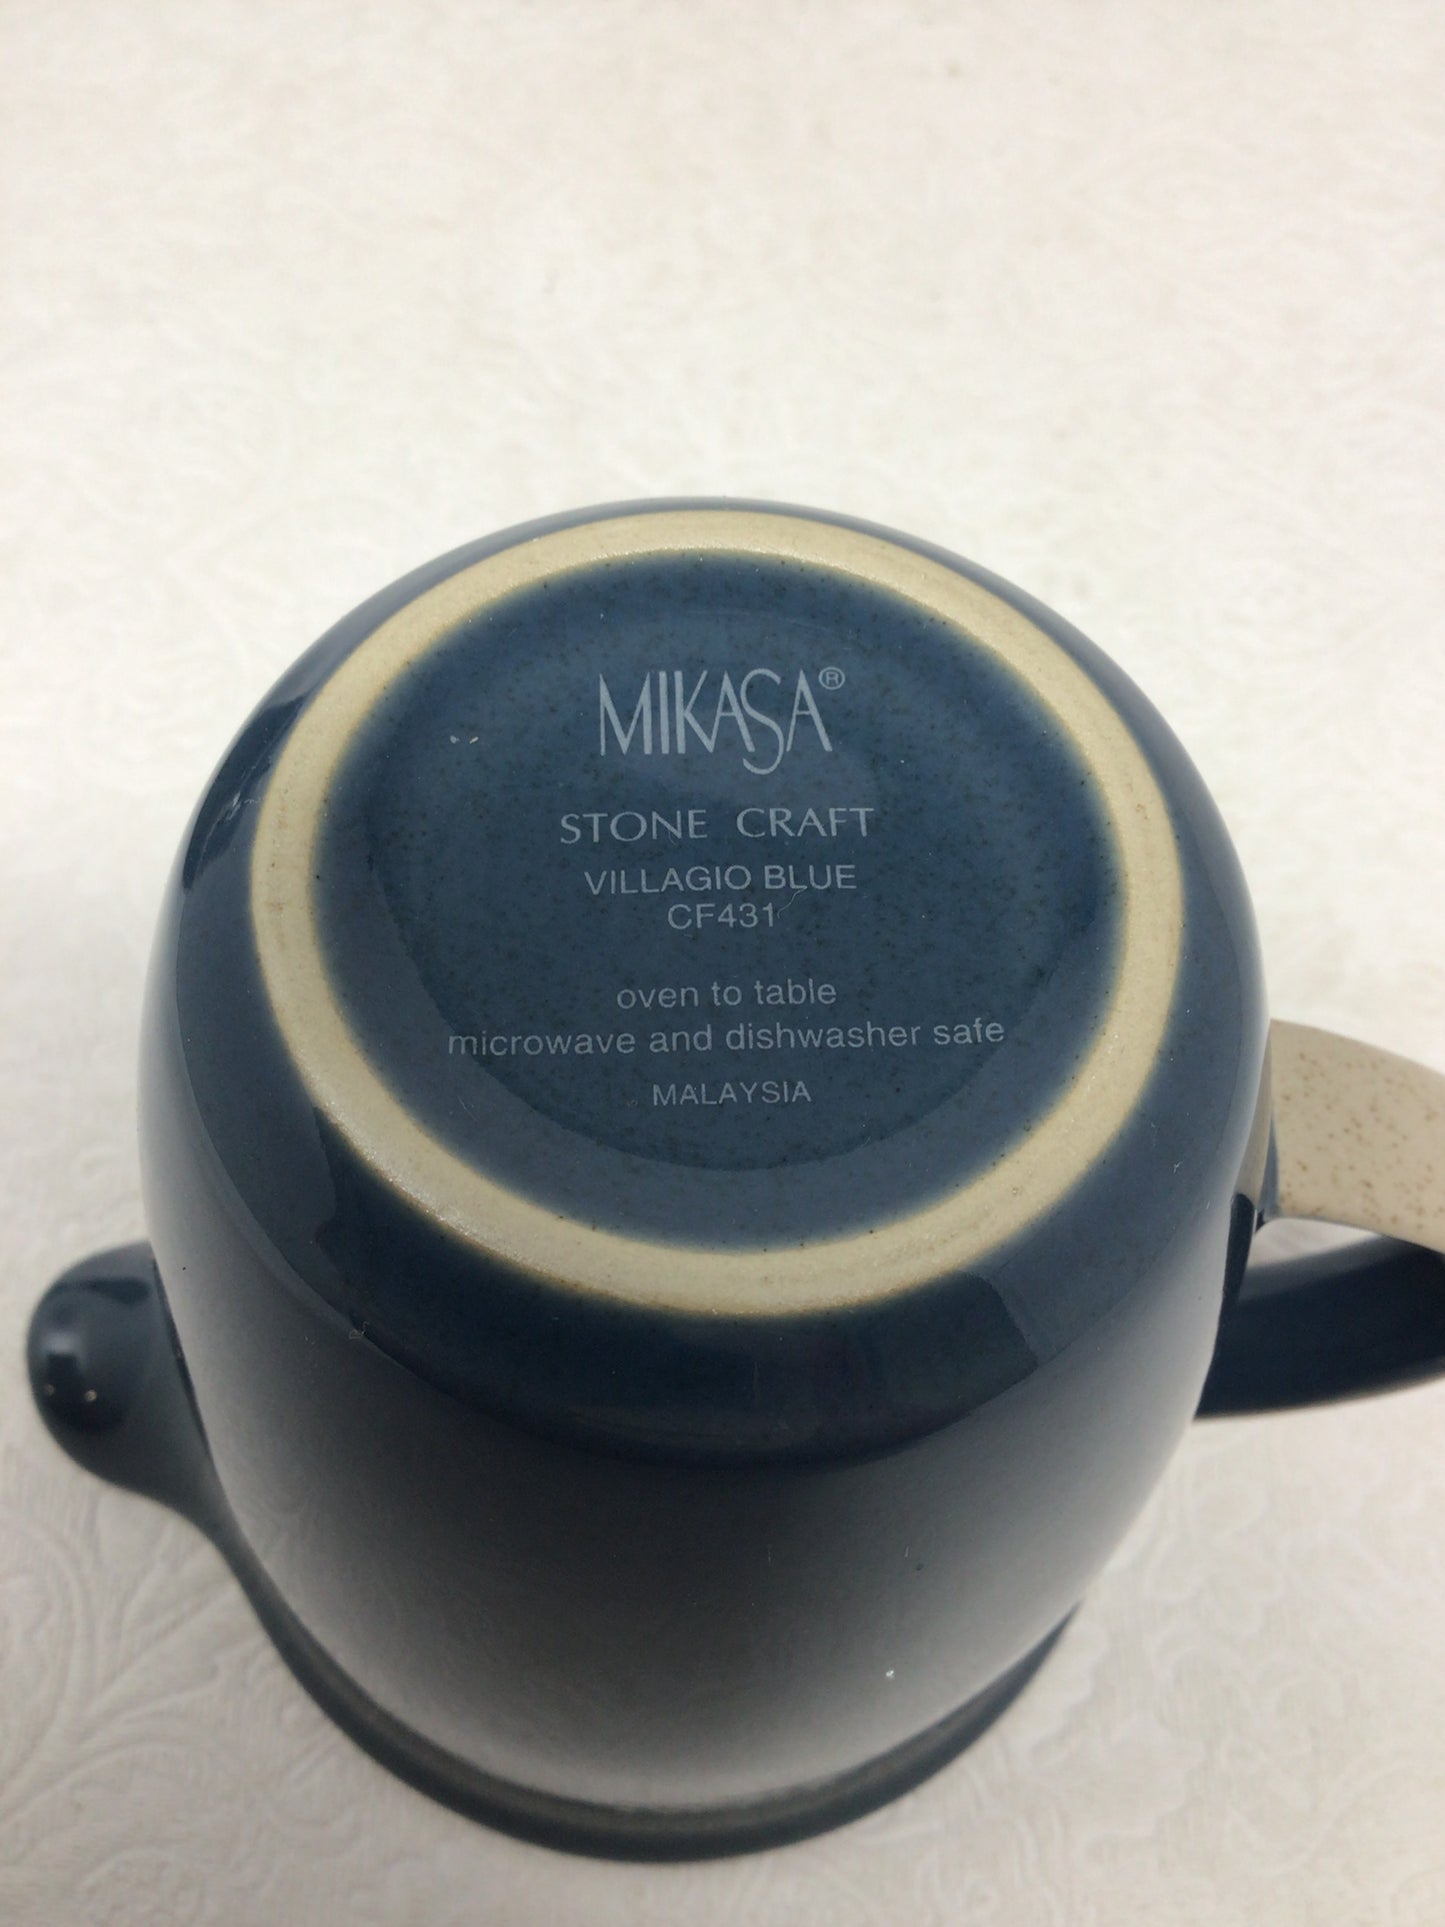 MIKASA®
STONE CRAFT
VILLAGIO BLUE
CF431
oven to table
microwave and dishwasher safe
MALAYSIA